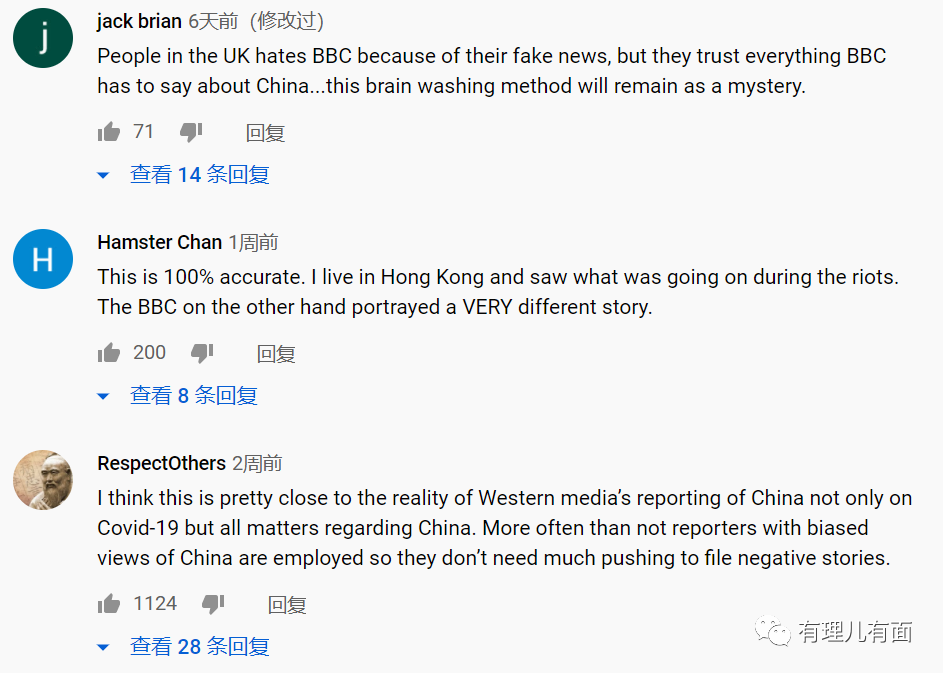 j
jack brian 6天前（修改过）
People in the UK hates BBC because of their fake news, but they trust everything BBC
has to say about China...this brain washing method will remain as a mystery.
71 回复
查看 14 条回复
H
Hamster Chan 1周前
This is 100% accurate. I live in Hong Kong and saw what was going on during the riots.
The BBC on the other hand portrayed a VERY different story.
200 回复
查看 8 条回复
RespectOthers 2周前
I think this is pretty close to the reality of Western media’s reporting of China not only on
Covid-19 but all matters regarding China. More often than not reporters with biased
views of China are employed so they don’t need much pushing to file negative stories.
1124 回复
查看 28 条回复
有理儿有面